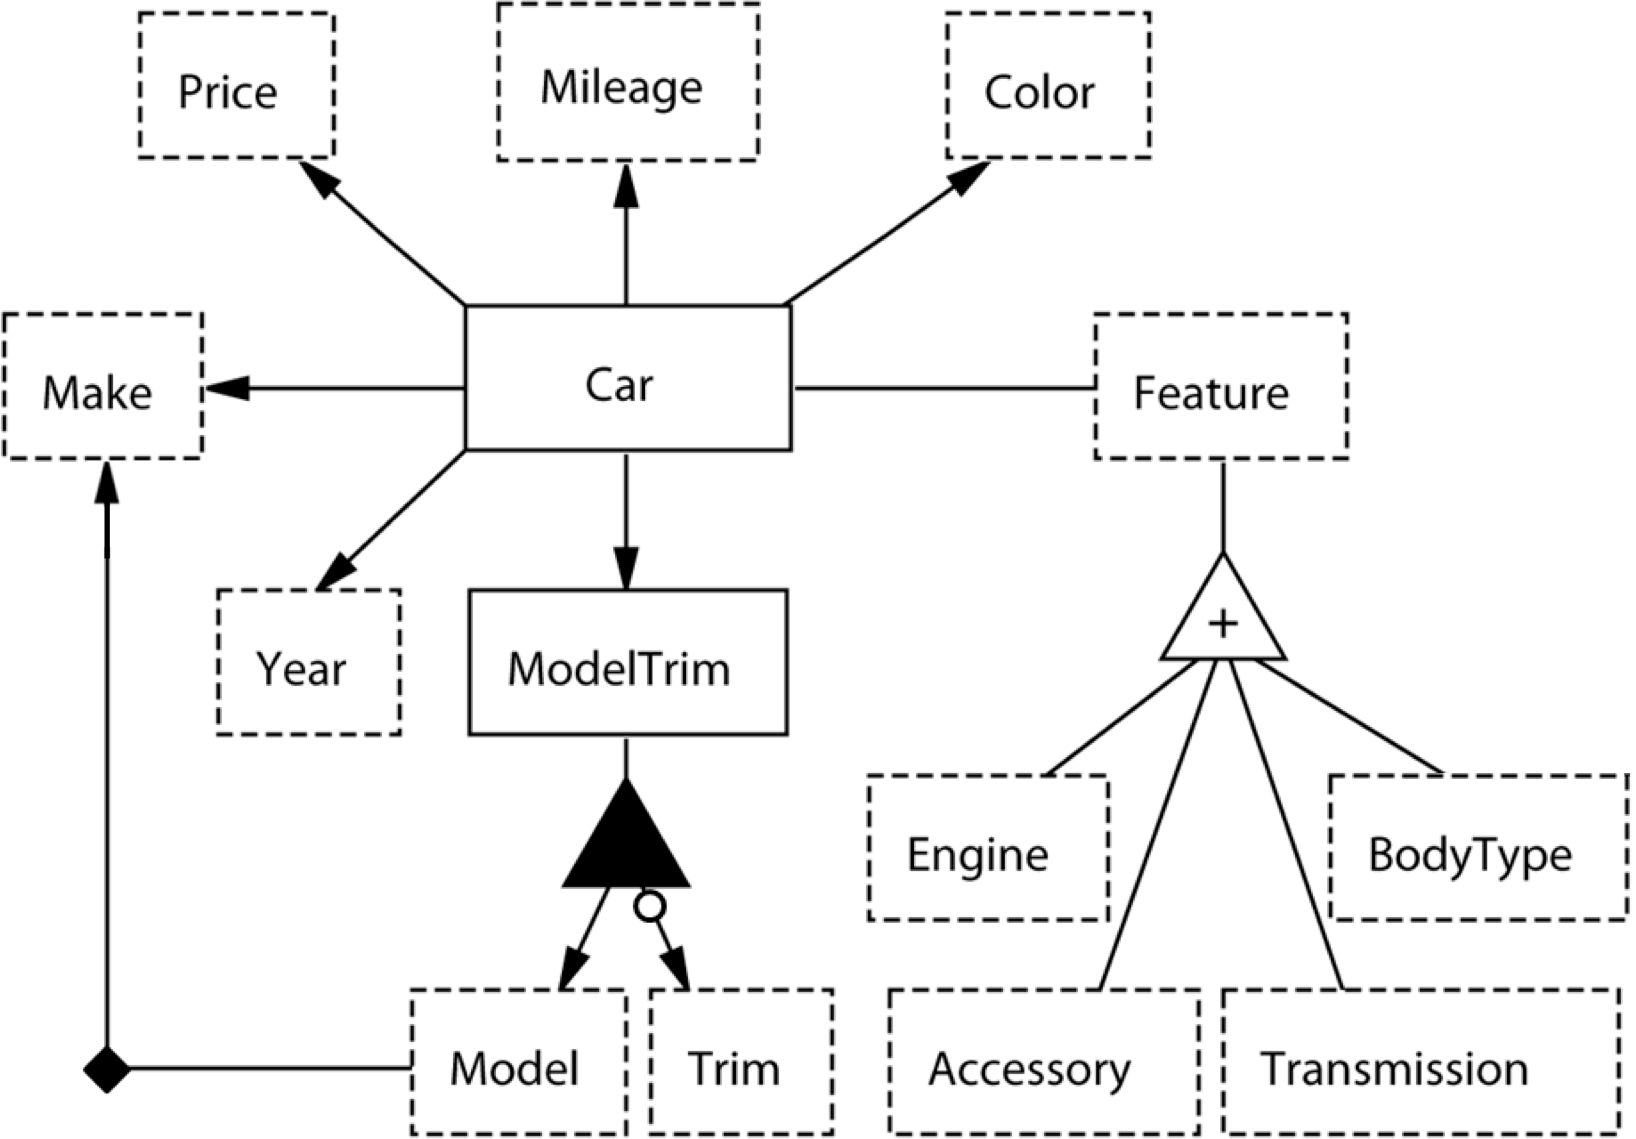 Price
Mileage
Color
Make
Car
Feature
Year
ModelTrim
+
Engine
BodyType
Model
Trim
Accessory
Transmission